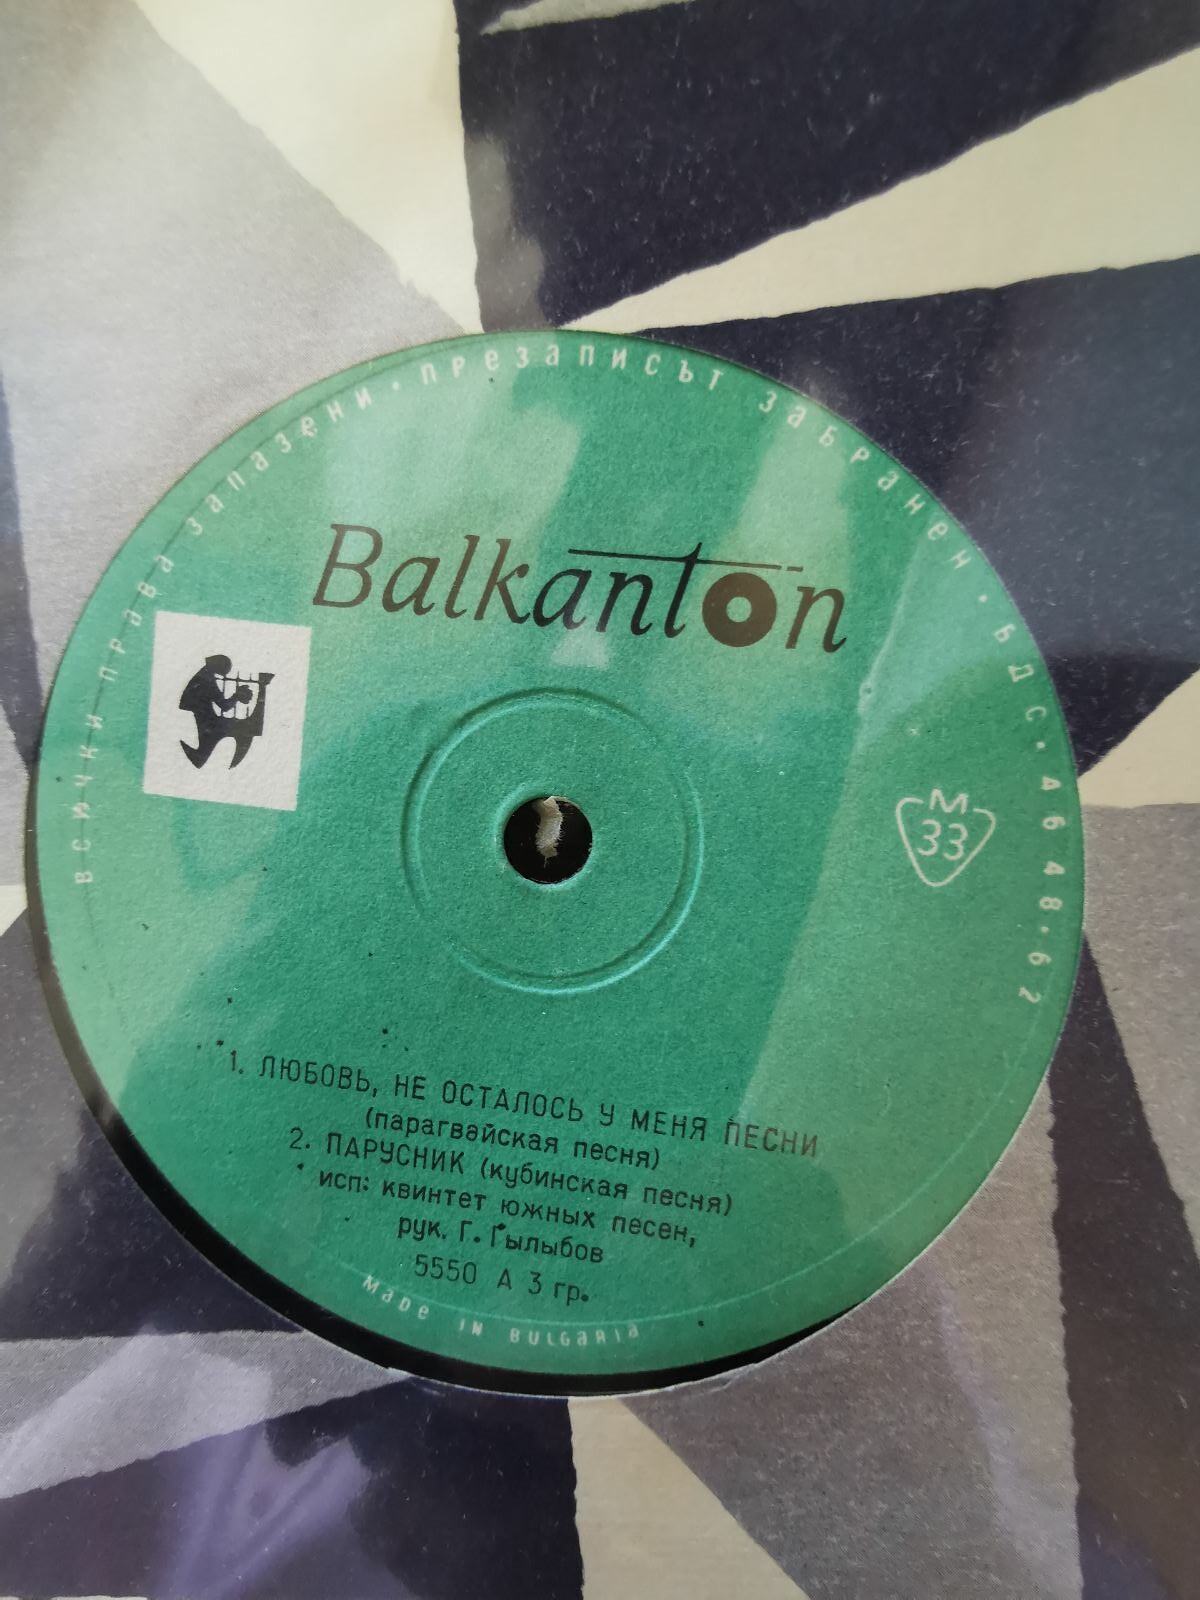 всички права запазени · презаписът забранен · БДС · 4648 · 62
Balkanton
М
33
1. ЛЮБОВЬ, НЕ ОСТАЛОСЬ У МЕНЯ ПЕСНИ
(парагвайская песня)
2. ПАРУСНИК (кубинская песня)
исп: квинтет южных песен,
рук. Г. Гылыбов
5550 А 3 гр.
Made in Bulgaria